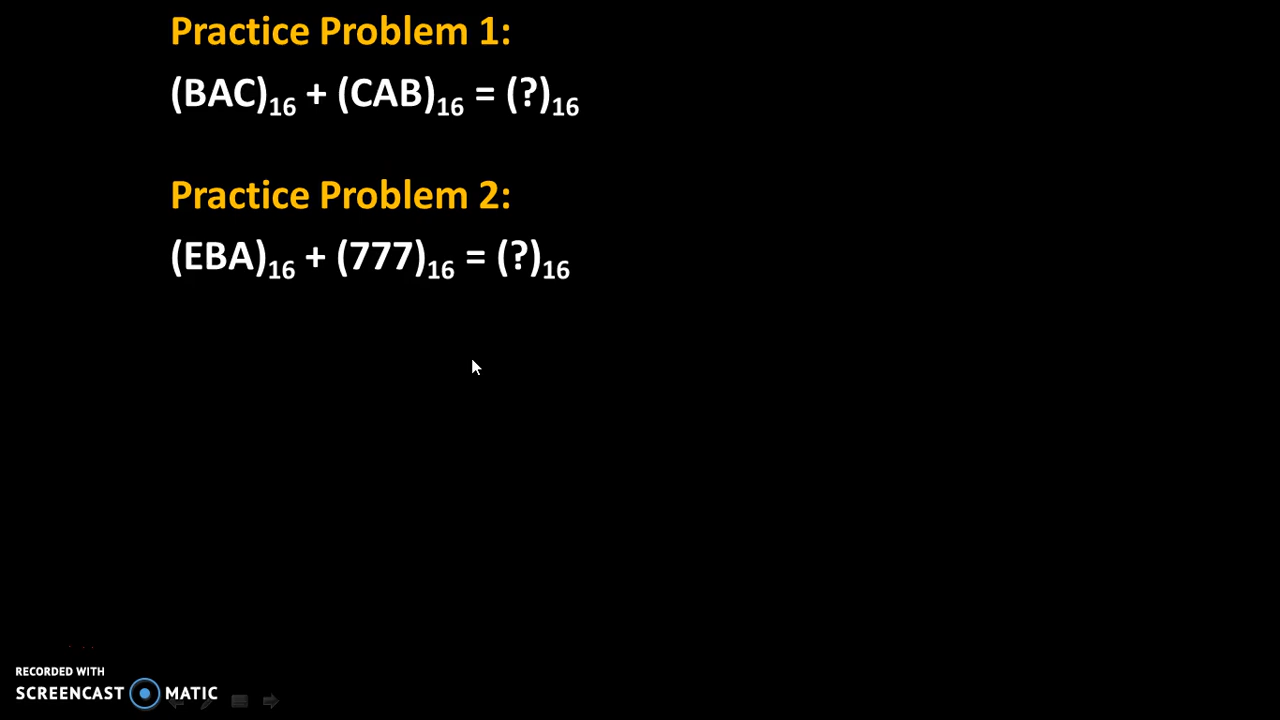 Practice Problem 1:
(BAC)₁₆ + (CAB)₁₆ = (?)₁₆
Practice Problem 2:
(EBA)₁₆ + (777)₁₆ = (?)₁₆
RECORDED WITH
SCREENCAST MATIC